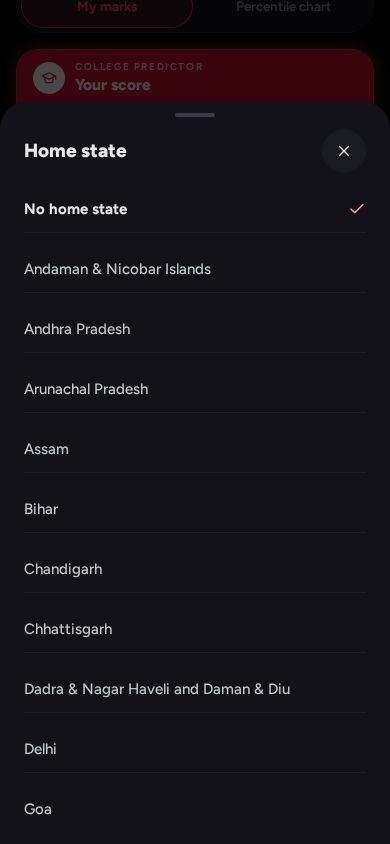 My marks
Percentile chart
COLLEGE PREDICTOR
Your score
Home state
No home state
Andaman & Nicobar Islands
Andhra Pradesh
Arunachal Pradesh
Assam
Bihar
Chandigarh
Chhattisgarh
Dadra & Nagar Haveli and Daman & Diu
Delhi
Goa